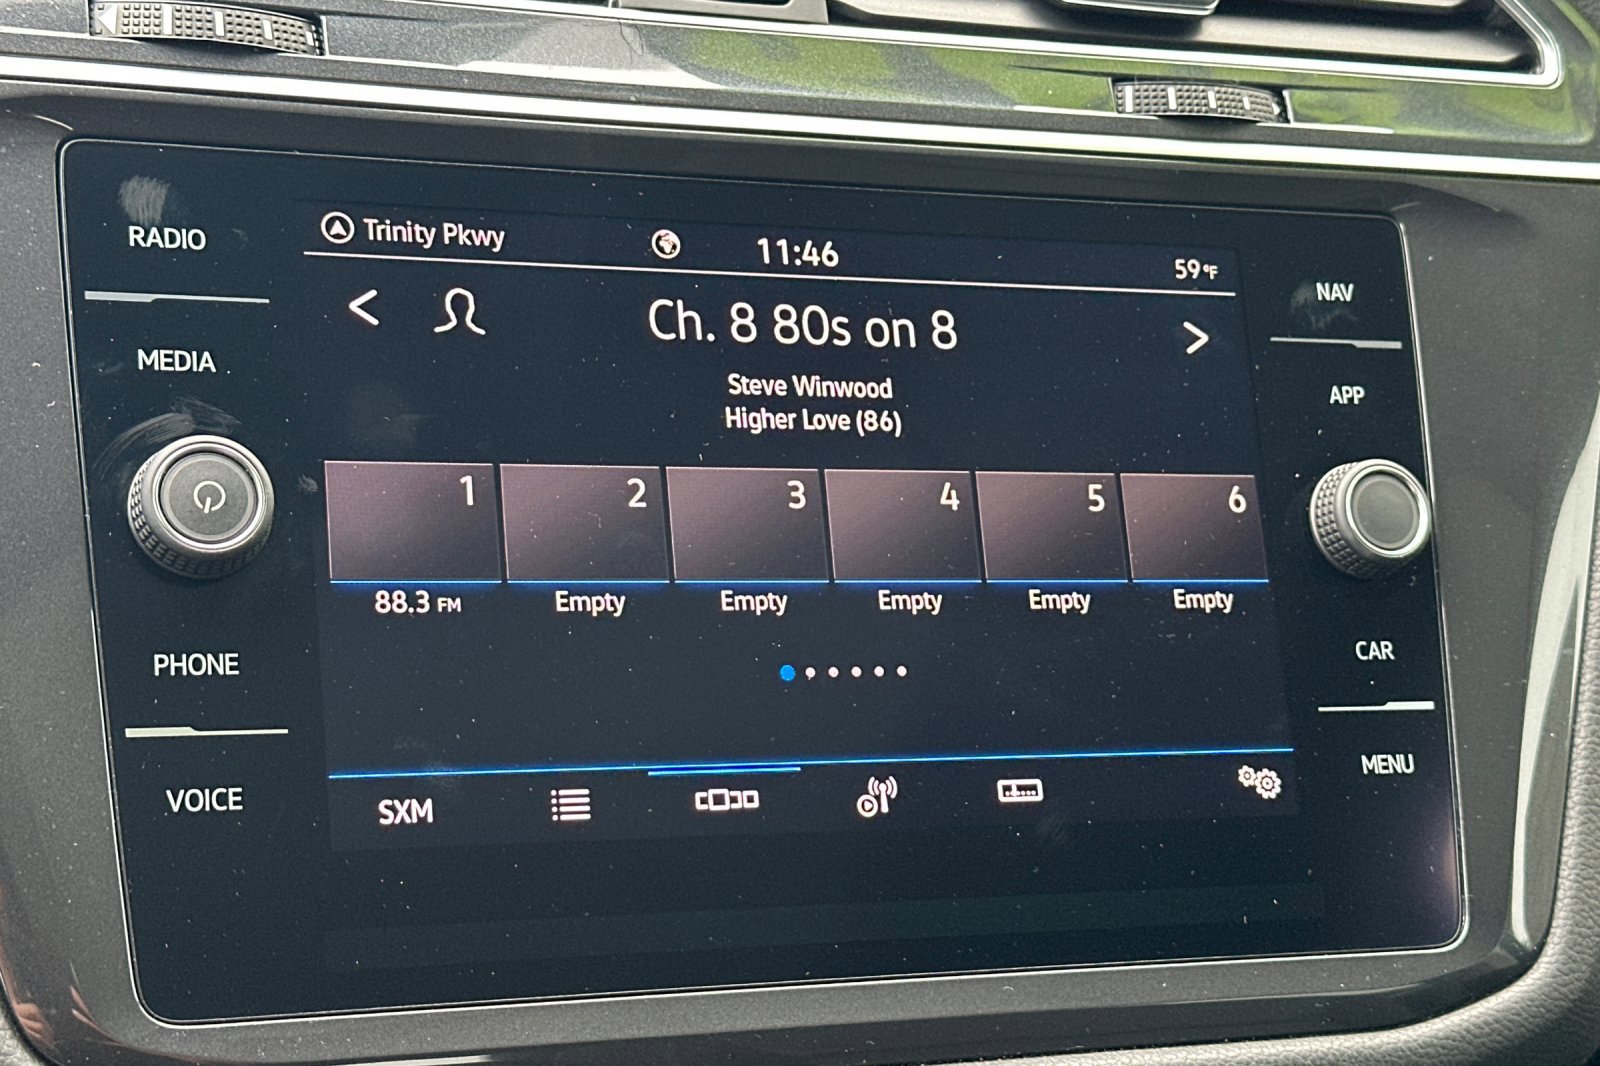 RADIO
MEDIA
PHONE
VOICE
Trinity Pkwy
11:46
59°F
Ch. 8 80s on 8
Steve Winwood
Higher Love (86)
1 2 3 4 5 6
88.3 FM Empty Empty Empty Empty Empty
SXM
NAV
APP
CAR
MENU